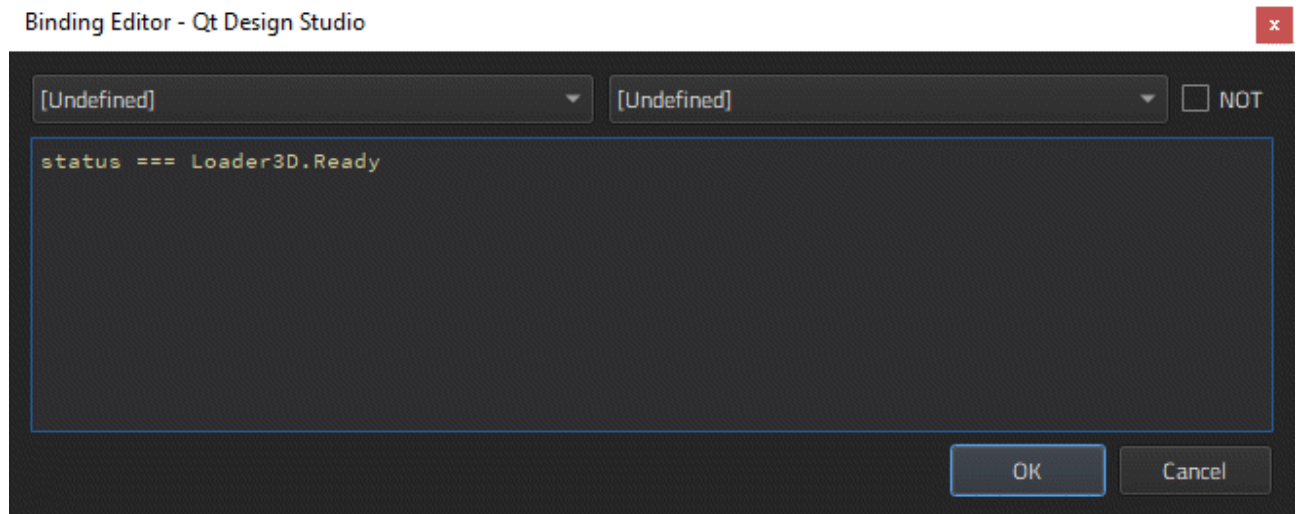 Binding Editor - Qt Design Studio
x
[Undefined] [Undefined] NOT
status === Loader3D.Ready
OK Cancel